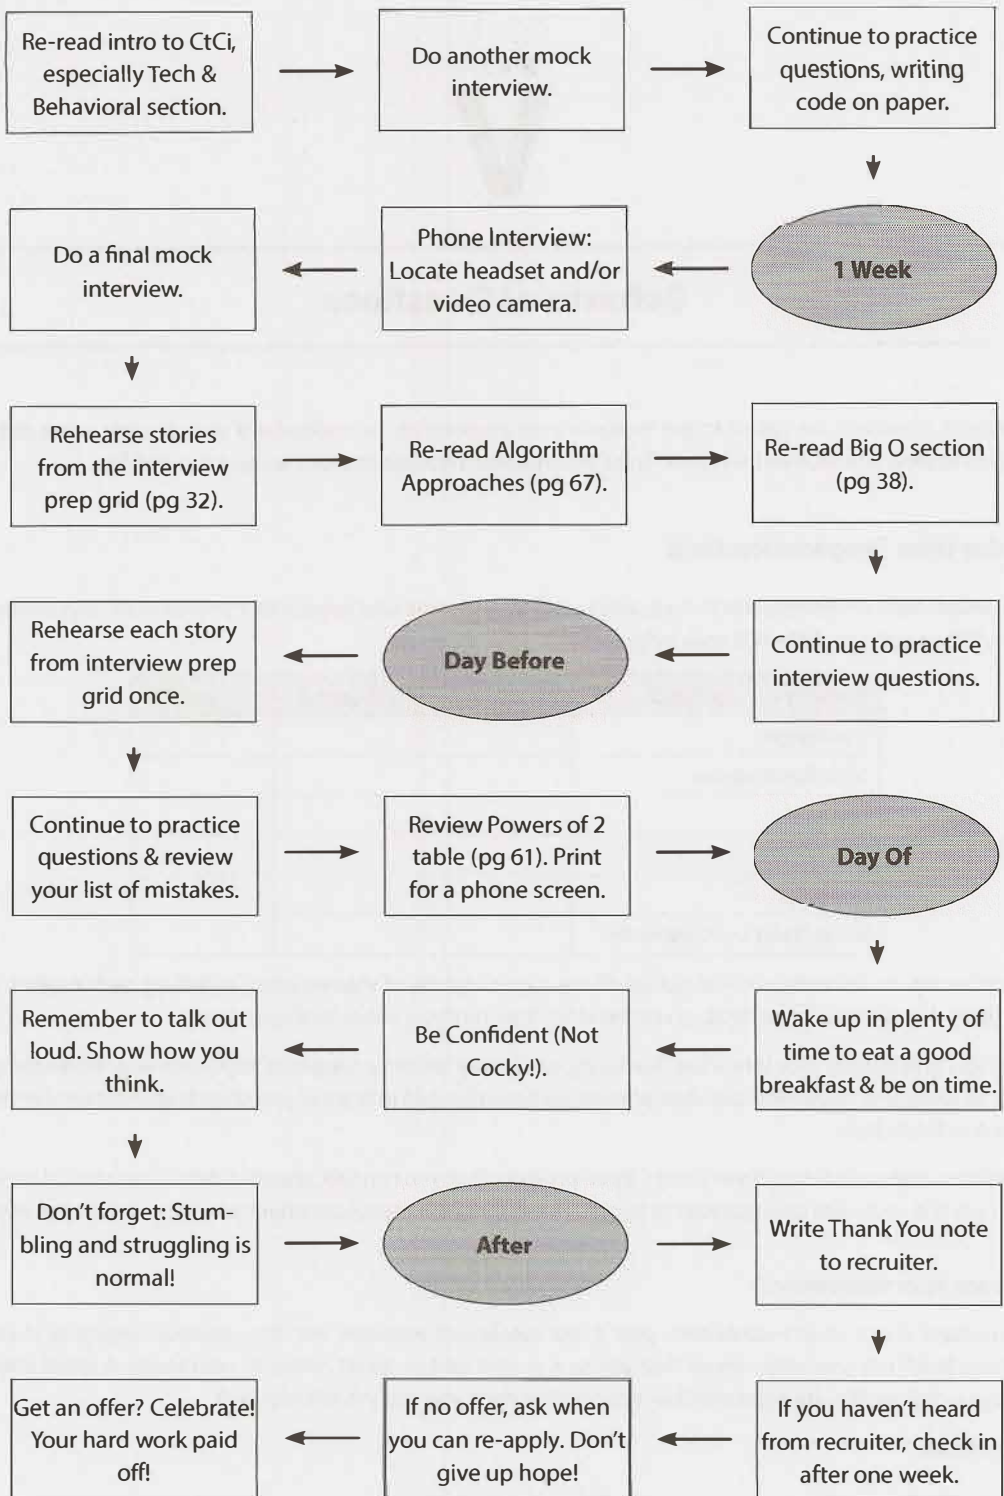 Re-read intro to CtCi,
especially Tech &
Behavioral section.
Do another mock
interview.
Continue to practice
questions, writing
code on paper.
1 Week
Phone Interview:
Locate headset and/or
video camera.
Do a final mock
interview.
Rehearse stories
from the interview
prep grid (pg 32).
Re-read Algorithm
Approaches (pg 67).
Re-read Big O section
(pg 38).
Continue to practice
interview questions.
Day Before
Rehearse each story
from interview prep
grid once.
Continue to practice
questions & review
your list of mistakes.
Review Powers of 2
table (pg 61). Print
for a phone screen.
Day Of
Wake up in plenty of
time to eat a good
breakfast & be on time.
Be Confident (Not
Cocky!).
Remember to talk out
loud. Show how you
think.
Don't forget: Stum-
bling and struggling is
normal!
After
Write Thank You note
to recruiter.
If you haven't heard
from recruiter, check in
after one week.
If no offer, ask when
you can re-apply. Don't
give up hope!
Get an offer? Celebrate!
Your hard work paid
off!